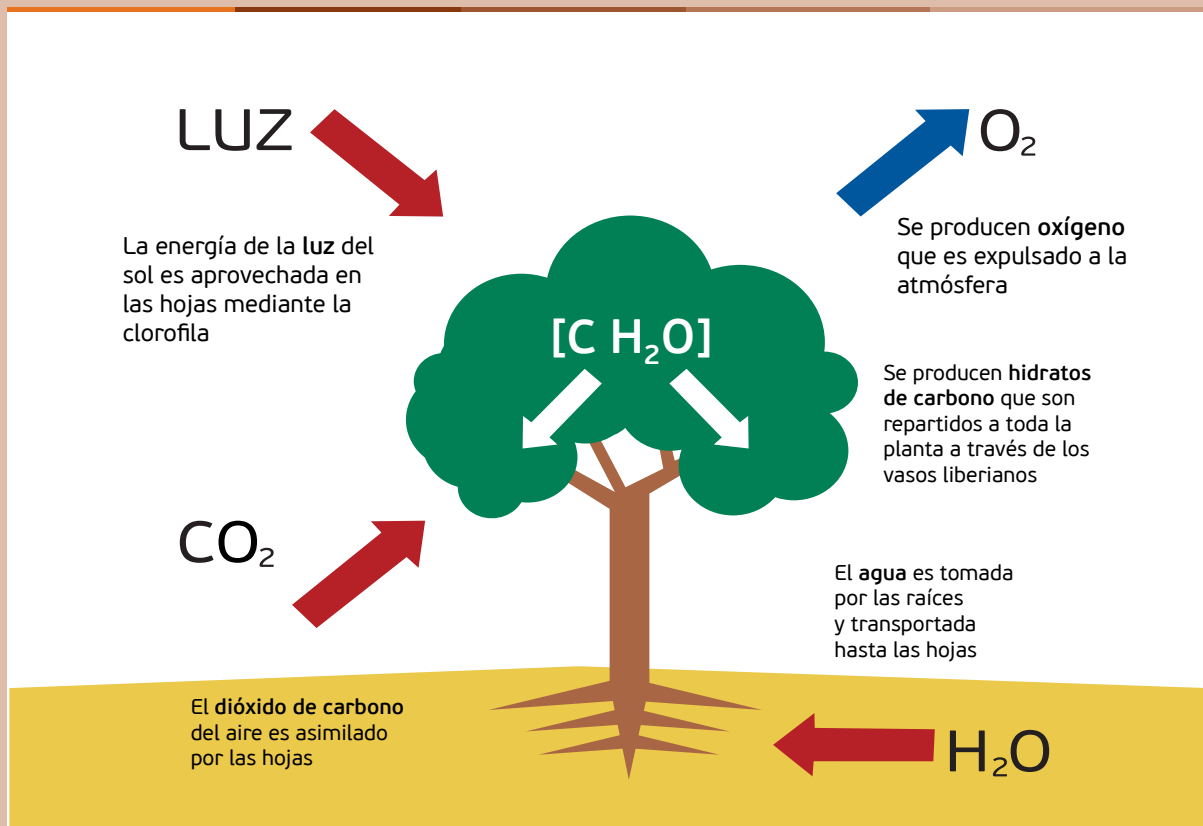 LUZ
La energía de la luz del
sol es aprovechada en
las hojas mediante la
clorofila
O₂
Se producen oxígeno
que es expulsado a la
atmósfera
[C H₂O]
Se producen hidratos
de carbono que son
repartidos a toda la
planta a través de los
vasos liberianos
CO₂
El dióxido de carbono
del aire es asimilado
por las hojas
El agua es tomada
por las raíces
y transportada
hasta las hojas
H₂O